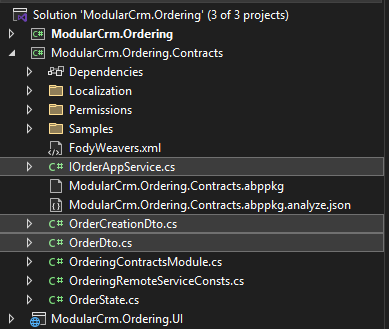 Solution 'ModularCrm.Ordering' (3 of 3 projects)
ModularCrm.Ordering
ModularCrm.Ordering.Contracts
Dependencies
Localization
Permissions
Samples
FodyWeavers.xml
C# IOrderAppService.cs
ModularCrm.Ordering.Contracts.abppkg
ModularCrm.Ordering.Contracts.abppkg.analyze.json
C# OrderCreationDto.cs
C# OrderDto.cs
C# OrderingContractsModule.cs
C# OrderingRemoteServiceConsts.cs
C# OrderState.cs
ModularCrm.Ordering.UI